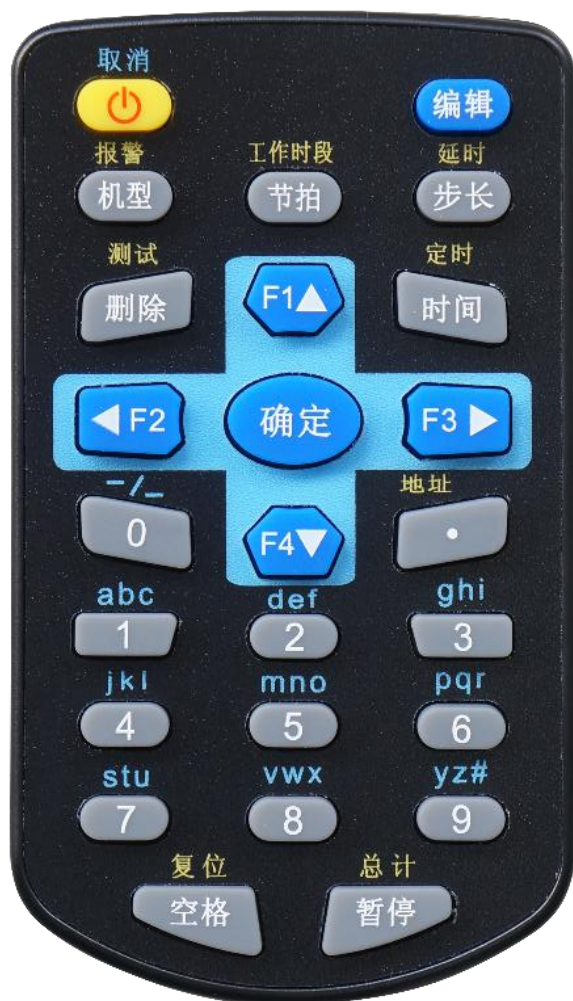 取消
编辑
报警 工作时段 延时
机型 节拍 步长
测试 定时
删除 F1▲ 时间
◀F2 确定 F3▶
－/_ 地址
0 F4▼ ·
abc def ghi
1 2 3
jkl mno pqr
4 5 6
stu vwx yz#
7 8 9
复位 总计
空格 暂停